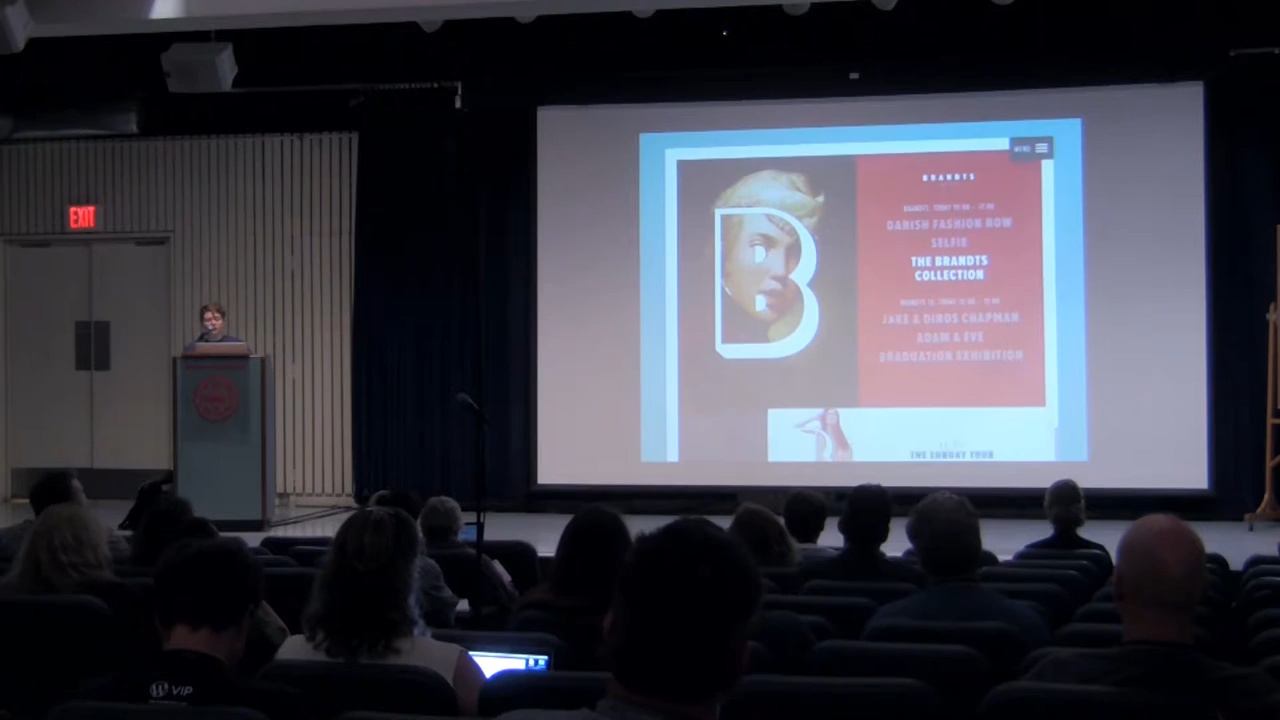 EXIT
MENU
B
BRANDTS
DANISH FASHION NOW
SELFIE
THE BRANDTS
COLLECTION
JAKE & DINOS CHAPMAN
ADAM & EVE
GRADUATION EXHIBITION
THE SUNDAY TOUR
VIP